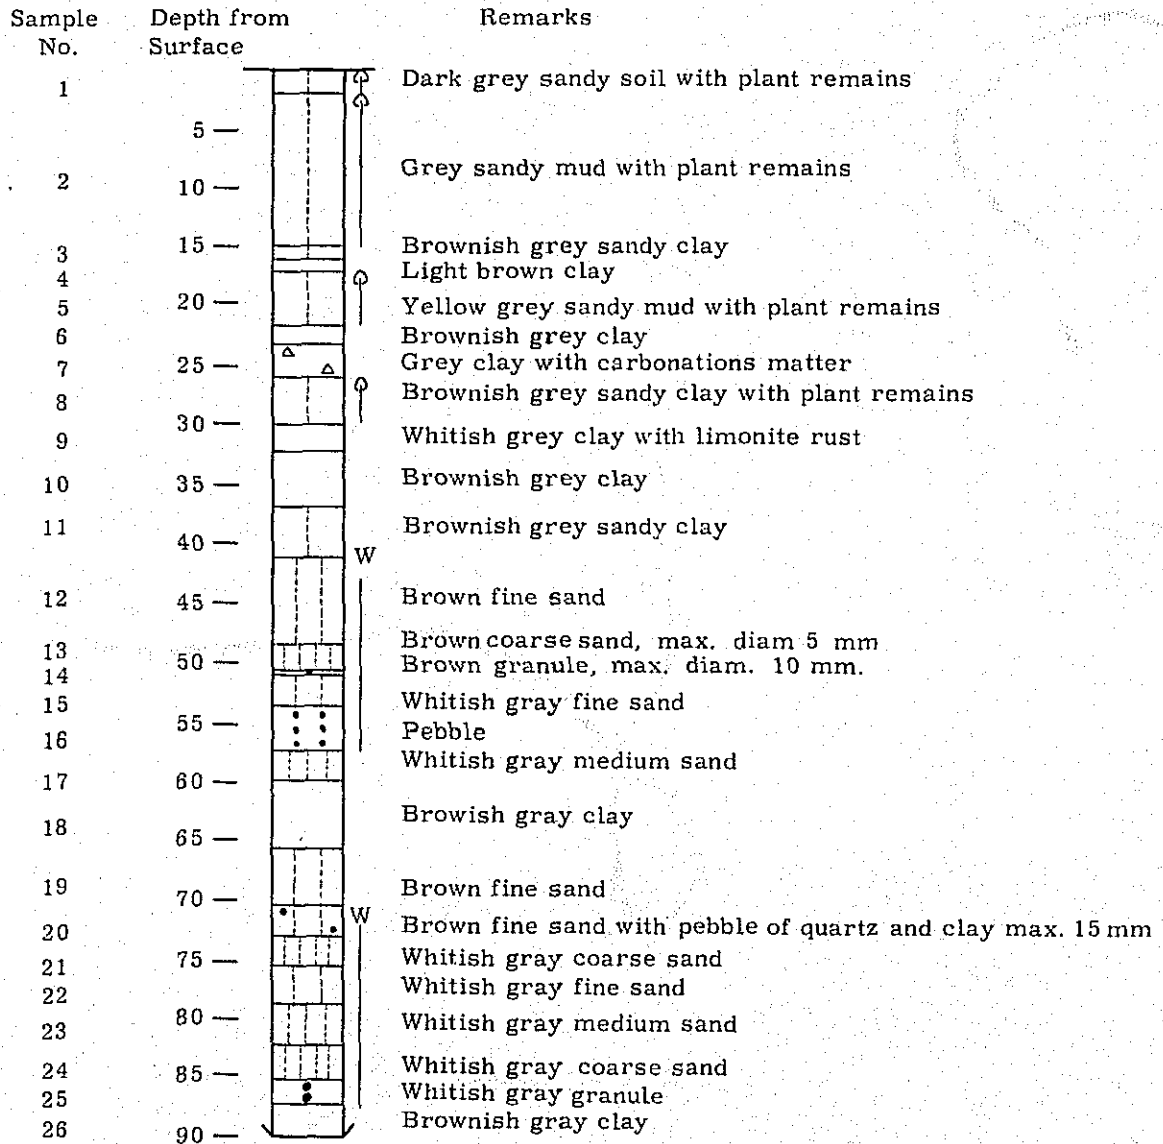 Sample Depth from Remarks
No. Surface
1 Dark grey sandy soil with plant remains
5
2 Grey sandy mud with plant remains
10
15 Brownish grey sandy clay
3
4 Light brown clay
5 20 Yellow grey sandy mud with plant remains
6 Brownish grey clay
7 25 Grey clay with carbonations matter
8 Brownish grey sandy clay with plant remains
30
9 Whitish grey clay with limonite rust
10 35 Brownish grey clay
11 Brownish grey sandy clay
40
W
12 45 Brown fine sand
13 Brown coarse sand, max. diam 5 mm
50 Brown granule, max. diam. 10 mm.
14
15 Whitish gray fine sand
55
16 Pebble
Whitish gray medium sand
17 60
18 Browish gray clay
65
19 Brown fine sand
70
W
20 Brown fine sand with pebble of quartz and clay max. 15 mm
21 75 Whitish gray coarse sand
22 Whitish gray fine sand
80
23 Whitish gray medium sand
24 85 Whitish gray coarse sand
25 Whitish gray granule
26 90 Brownish gray clay